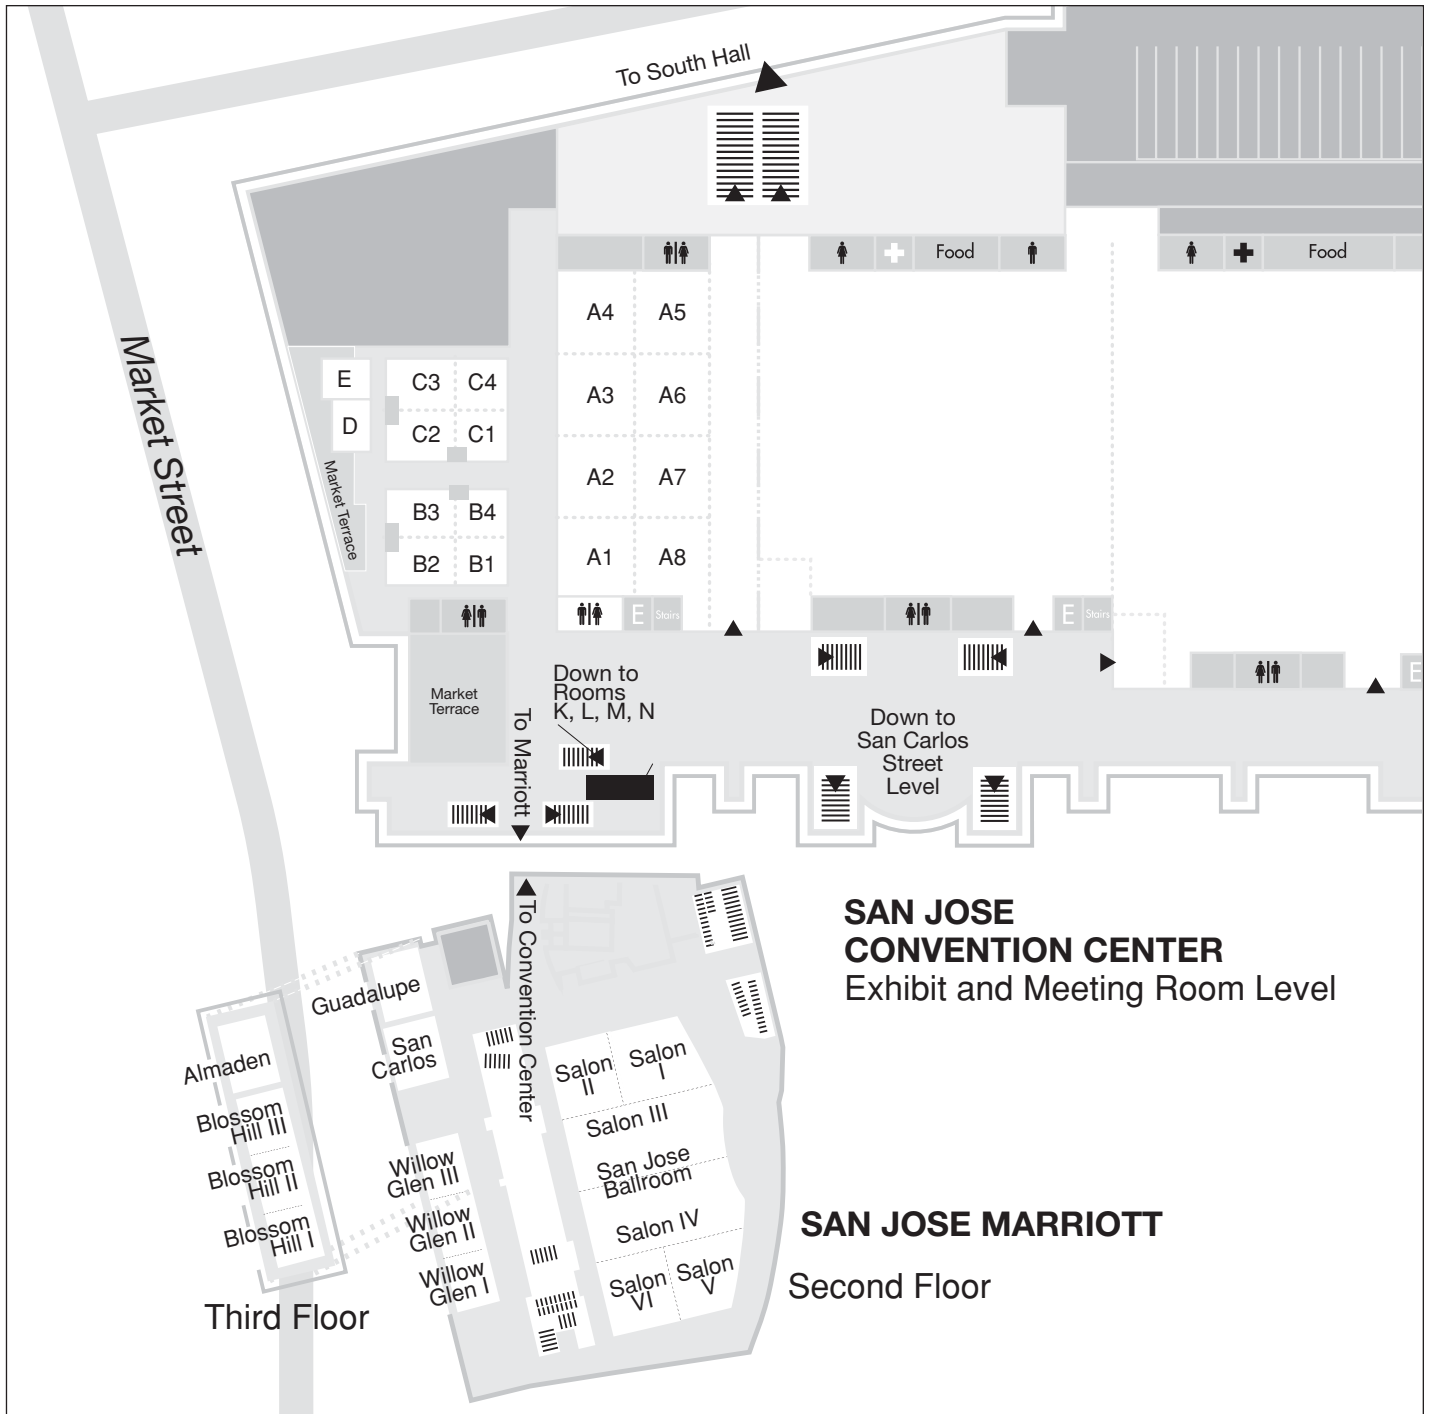 To South Hall
Food
Food
A4
A5
A3
A6
A2
A7
A1
A8
E
D
C3
C4
C2
C1
B3
B4
B2
B1
Market Street
Market Terrace
E
Stairs
E
Stairs
E
Market
Terrace
To Marriott
Down to
Rooms
K, L, M, N
Down to
San Carlos
Street
Level
SAN JOSE
CONVENTION CENTER
Exhibit and Meeting Room Level
To Convention Center
Guadalupe
San
Carlos
Almaden
Blossom
Hill III
Blossom
Hill II
Blossom
Hill I
Willow
Glen III
Willow
Glen II
Willow
Glen I
Salon
II
Salon
I
Salon III
San Jose
Ballroom
Salon IV
Salon
VI
Salon
V
SAN JOSE MARRIOTT
Second Floor
Third Floor